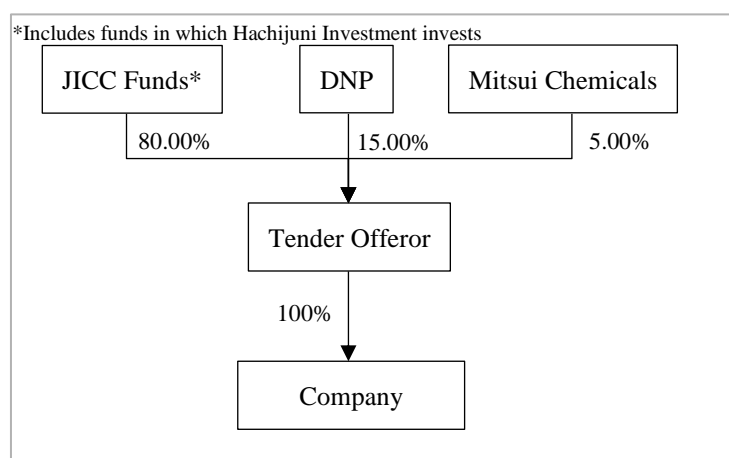 *Includes funds in which Hachijuni Investment invests
JICC Funds*
DNP
Mitsui Chemicals
80.00%
15.00%
5.00%
Tender Offeror
100%
Company